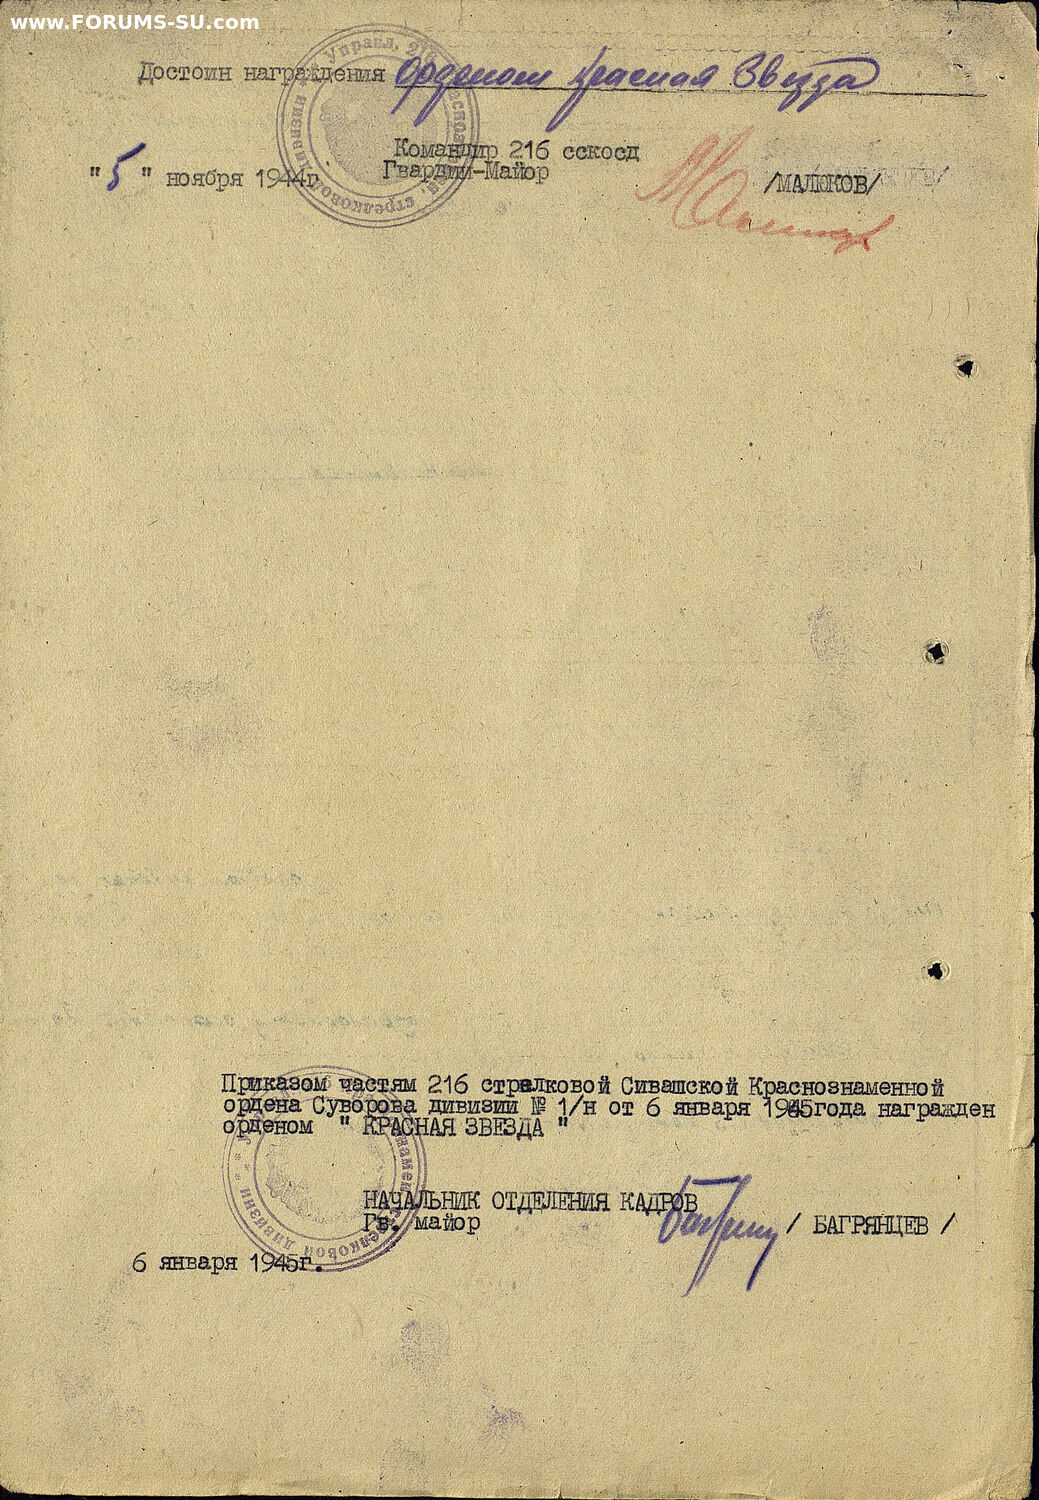 www.FORUMS-SU.com
Достоин награждения орденом Красная Звезда
Командир 216 сскосд
Гвардии-Майор
"5" ноября 1944г
/МАЛЮКОВ/
Приказом частям 216 стрелковой Сивашской Краснознаменной
ордена Суворова дивизии № 1/н от 6 января 1945года награжден
орденом " КРАСНАЯ ЗВЕЗДА "
НАЧАЛЬНИК ОТДЕЛЕНИЯ КАДРОВ
Гв. майор
/ БАГРЯНЦЕВ /
6 января 1945г.